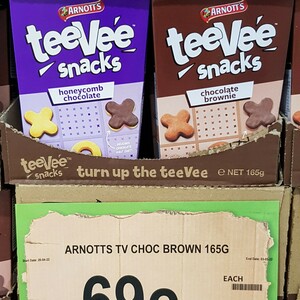 ARNOTT'S
teeVee
snacks
honeycomb
chocolate
ARNOTT'S
teeVee
snacks
chocolate
brownie
teeVee
snacks
turn up the teeVee
℮ NET 165g
ARNOTTS TV CHOC BROWN 165G
69c
EACH